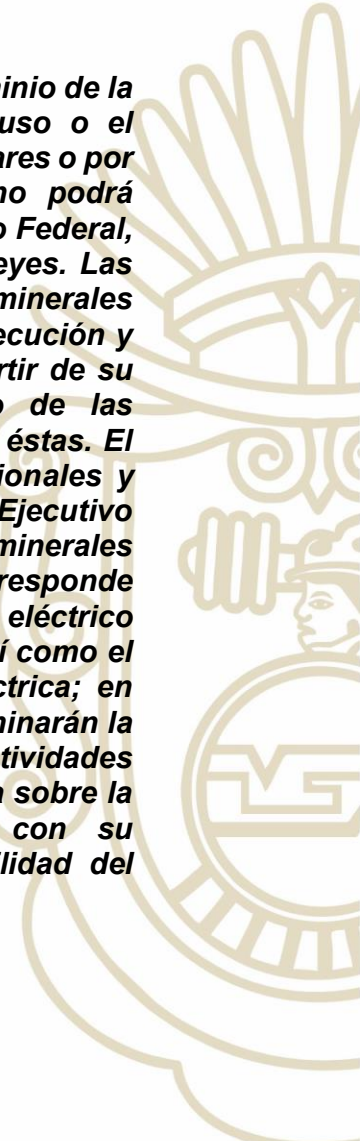 inio de la
uso o el
ares o por
no podrá
o Federal,
eyes. Las
minerales
ecución y
rtir de su
o de las
éstas. El
ionales y
Ejecutivo
minerales
responde
eléctrico
í como el
ctrica; en
minarán la
tividades
a sobre la
con su
ilidad del